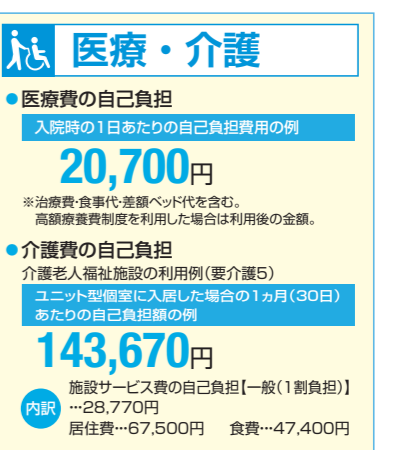 医療・介護
●医療費の自己負担
入院時の1日あたりの自己負担費用の例
20,700円
※治療費・食事代・差額ベッド代を含む。
高額療養費制度を利用した場合は利用後の金額。
●介護費の自己負担
介護老人福祉施設の利用例(要介護5)
ユニット型個室に入居した場合の1ヵ月(30日)
あたりの自己負担額の例
143,670円
内訳
施設サービス費の自己負担【一般(1割負担)】
…28,770円
居住費…67,500円 食費…47,400円